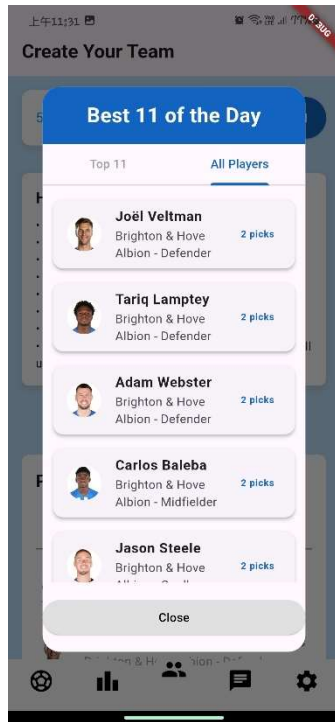 上午11:31
DEBUG
Create Your Team
5
Best 11 of the Day
Top 11
All Players
Joël Veltman
Brighton & Hove
Albion - Defender
2 picks
Tariq Lamptey
Brighton & Hove
Albion - Defender
2 picks
Adam Webster
Brighton & Hove
Albion - Defender
2 picks
Carlos Baleba
Brighton & Hove
Albion - Midfielder
2 picks
Jason Steele
Brighton & Hove
2 picks
Close